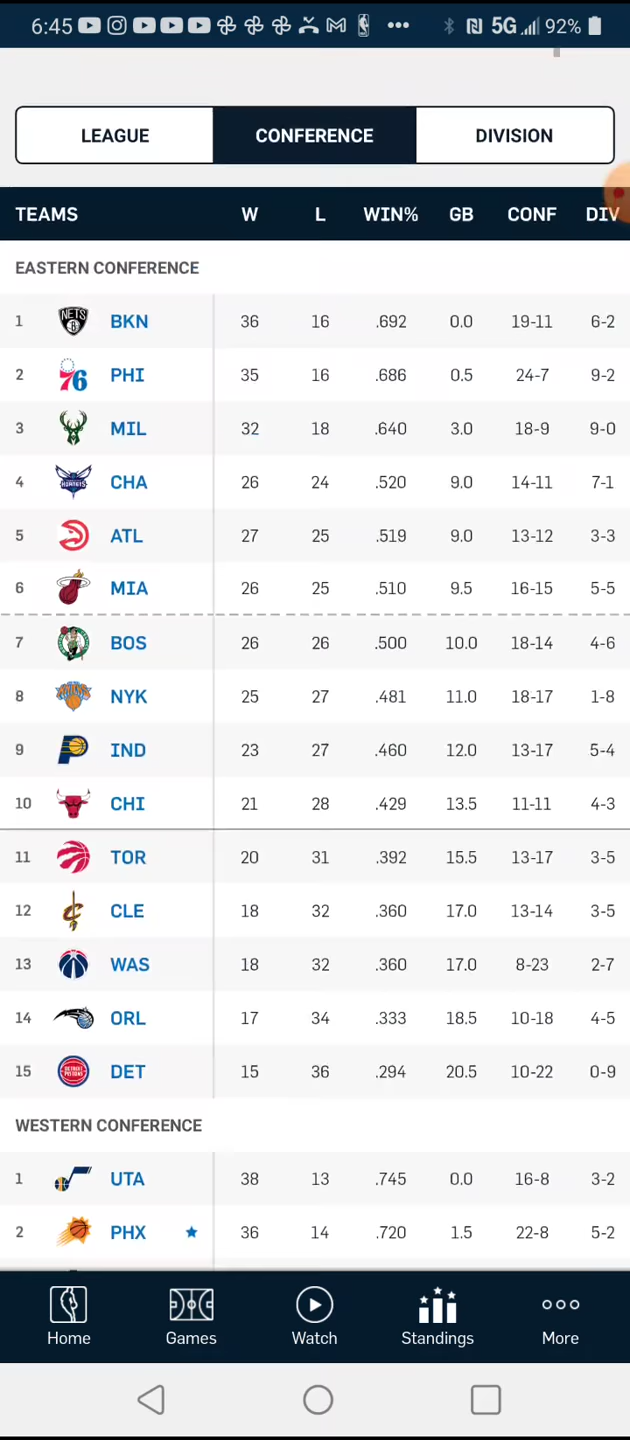 6:45 5G 92%
LEAGUE CONFERENCE DIVISION
TEAMS W L WIN% GB CONF DIV
EASTERN CONFERENCE
1 NETS BKN 36 16 .692 0.0 19-11 6-2
2 76 PHI 35 16 .686 0.5 24-7 9-2
3 MIL 32 18 .640 3.0 18-9 9-0
4 HORNETS CHA 26 24 .520 9.0 14-11 7-1
5 ATL 27 25 .519 9.0 13-12 3-3
6 MIA 26 25 .510 9.5 16-15 5-5
7 BOS 26 26 .500 10.0 18-14 4-6
8 NYK 25 27 .481 11.0 18-17 1-8
9 IND 23 27 .460 12.0 13-17 5-4
10 CHI 21 28 .429 13.5 11-11 4-3
11 TOR 20 31 .392 15.5 13-17 3-5
12 CLE 18 32 .360 17.0 13-14 3-5
13 WAS 18 32 .360 17.0 8-23 2-7
14 ORL 17 34 .333 18.5 10-18 4-5
15 DET 15 36 .294 20.5 10-22 0-9
WESTERN CONFERENCE
1 UTA 38 13 .745 0.0 16-8 3-2
2 PHX 36 14 .720 1.5 22-8 5-2
Home Games Watch Standings More